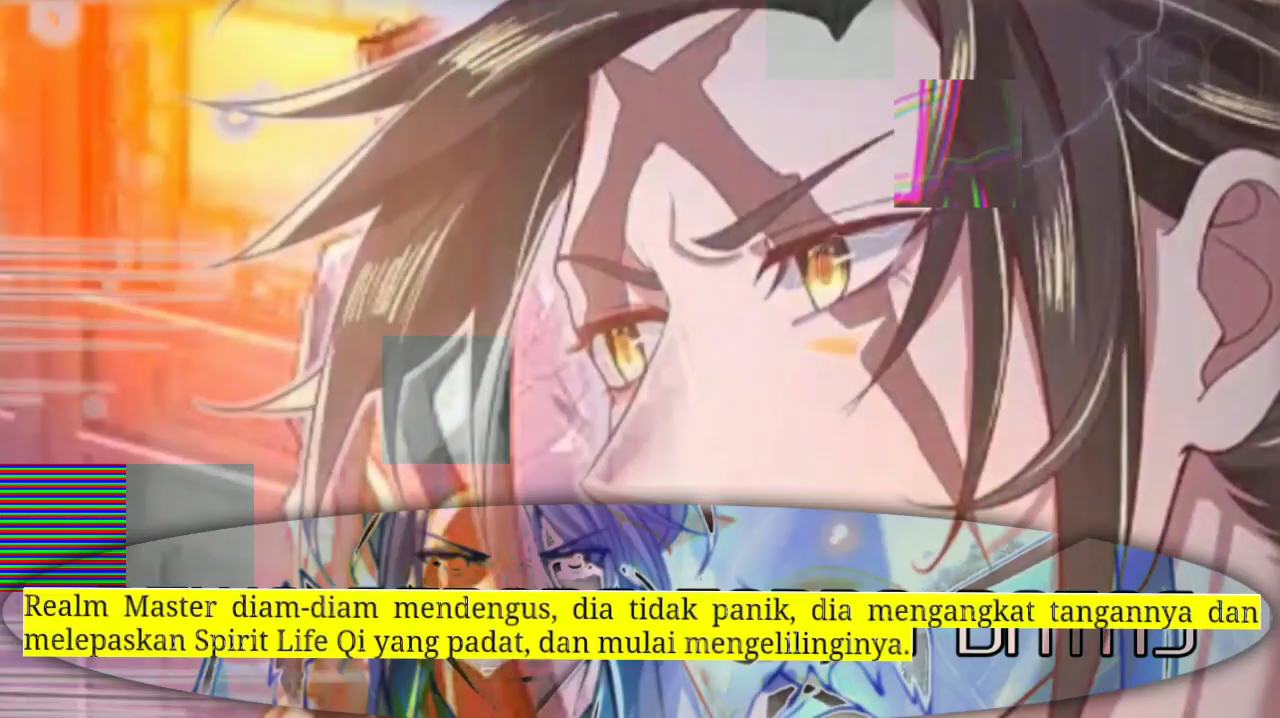 Realm Master diam-diam mendengus, dia tidak panik, dia mengangkat tangannya dan
melepaskan Spirit Life Qi yang padat, dan mulai mengelilinginya.